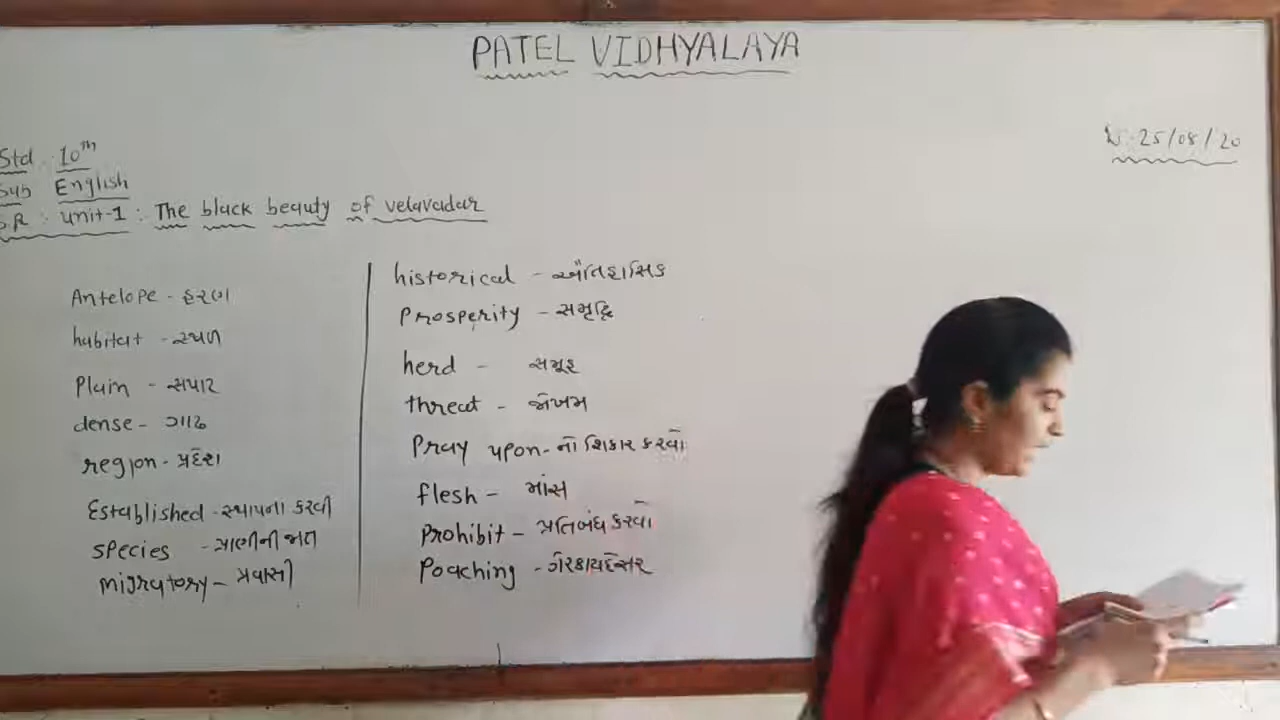 PATEL VIDHYALAYA
25/08/20
Std 10th
Sub English
S.R : unit-1 : The black beauty of velavadar
Antelope - હરણ
habitat - સ્થળ
Plain - સપાટ
dense - ગાઢ
region - પ્રદેશ
Established - સ્થાપના કરવી
species - પ્રાણીની જાત
migratory - પ્રવાસી
historical - ઐતિહાસિક
Prosperity - સમૃદ્ધિ
herd - સમૂહ
threat - જોખમ
Pray upon - નો શિકાર કરવો
flesh - માંસ
Prohibit - પ્રતિબંધ કરવો
Poaching - ગેરકાયદેસર